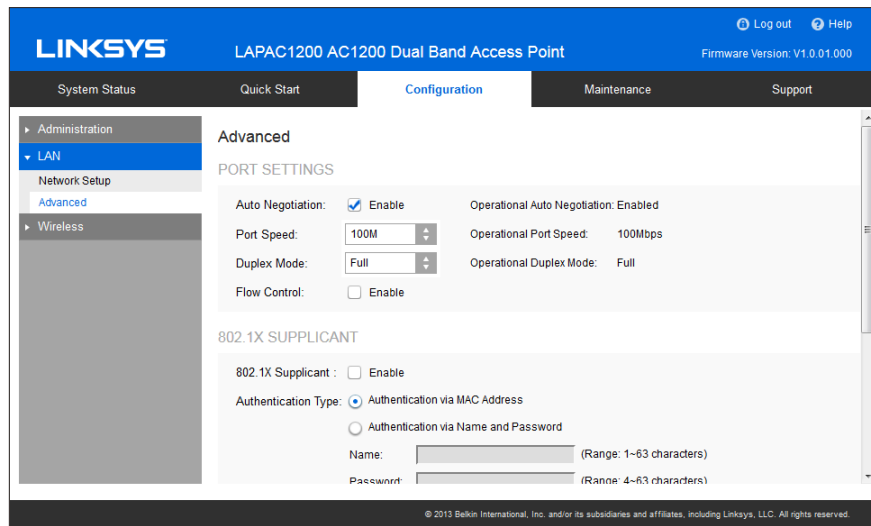 Log out Help
LINKSYS LAPAC1200 AC1200 Dual Band Access Point Firmware Version: V1.0.01.000
System Status Quick Start Configuration Maintenance Support
Administration
LAN
Network Setup
Advanced
Wireless
Advanced
PORT SETTINGS
Auto Negotiation: Enable Operational Auto Negotiation: Enabled
Port Speed: 100M Operational Port Speed: 100Mbps
Duplex Mode: Full Operational Duplex Mode: Full
Flow Control: Enable
802.1X SUPPLICANT
802.1X Supplicant : Enable
Authentication Type: Authentication via MAC Address
Authentication via Name and Password
Name: (Range: 1~63 characters)
Password: (Range: 4~63 characters)
© 2013 Belkin International, Inc. and/or its subsidiaries and affiliates, including Linksys, LLC. All rights reserved.